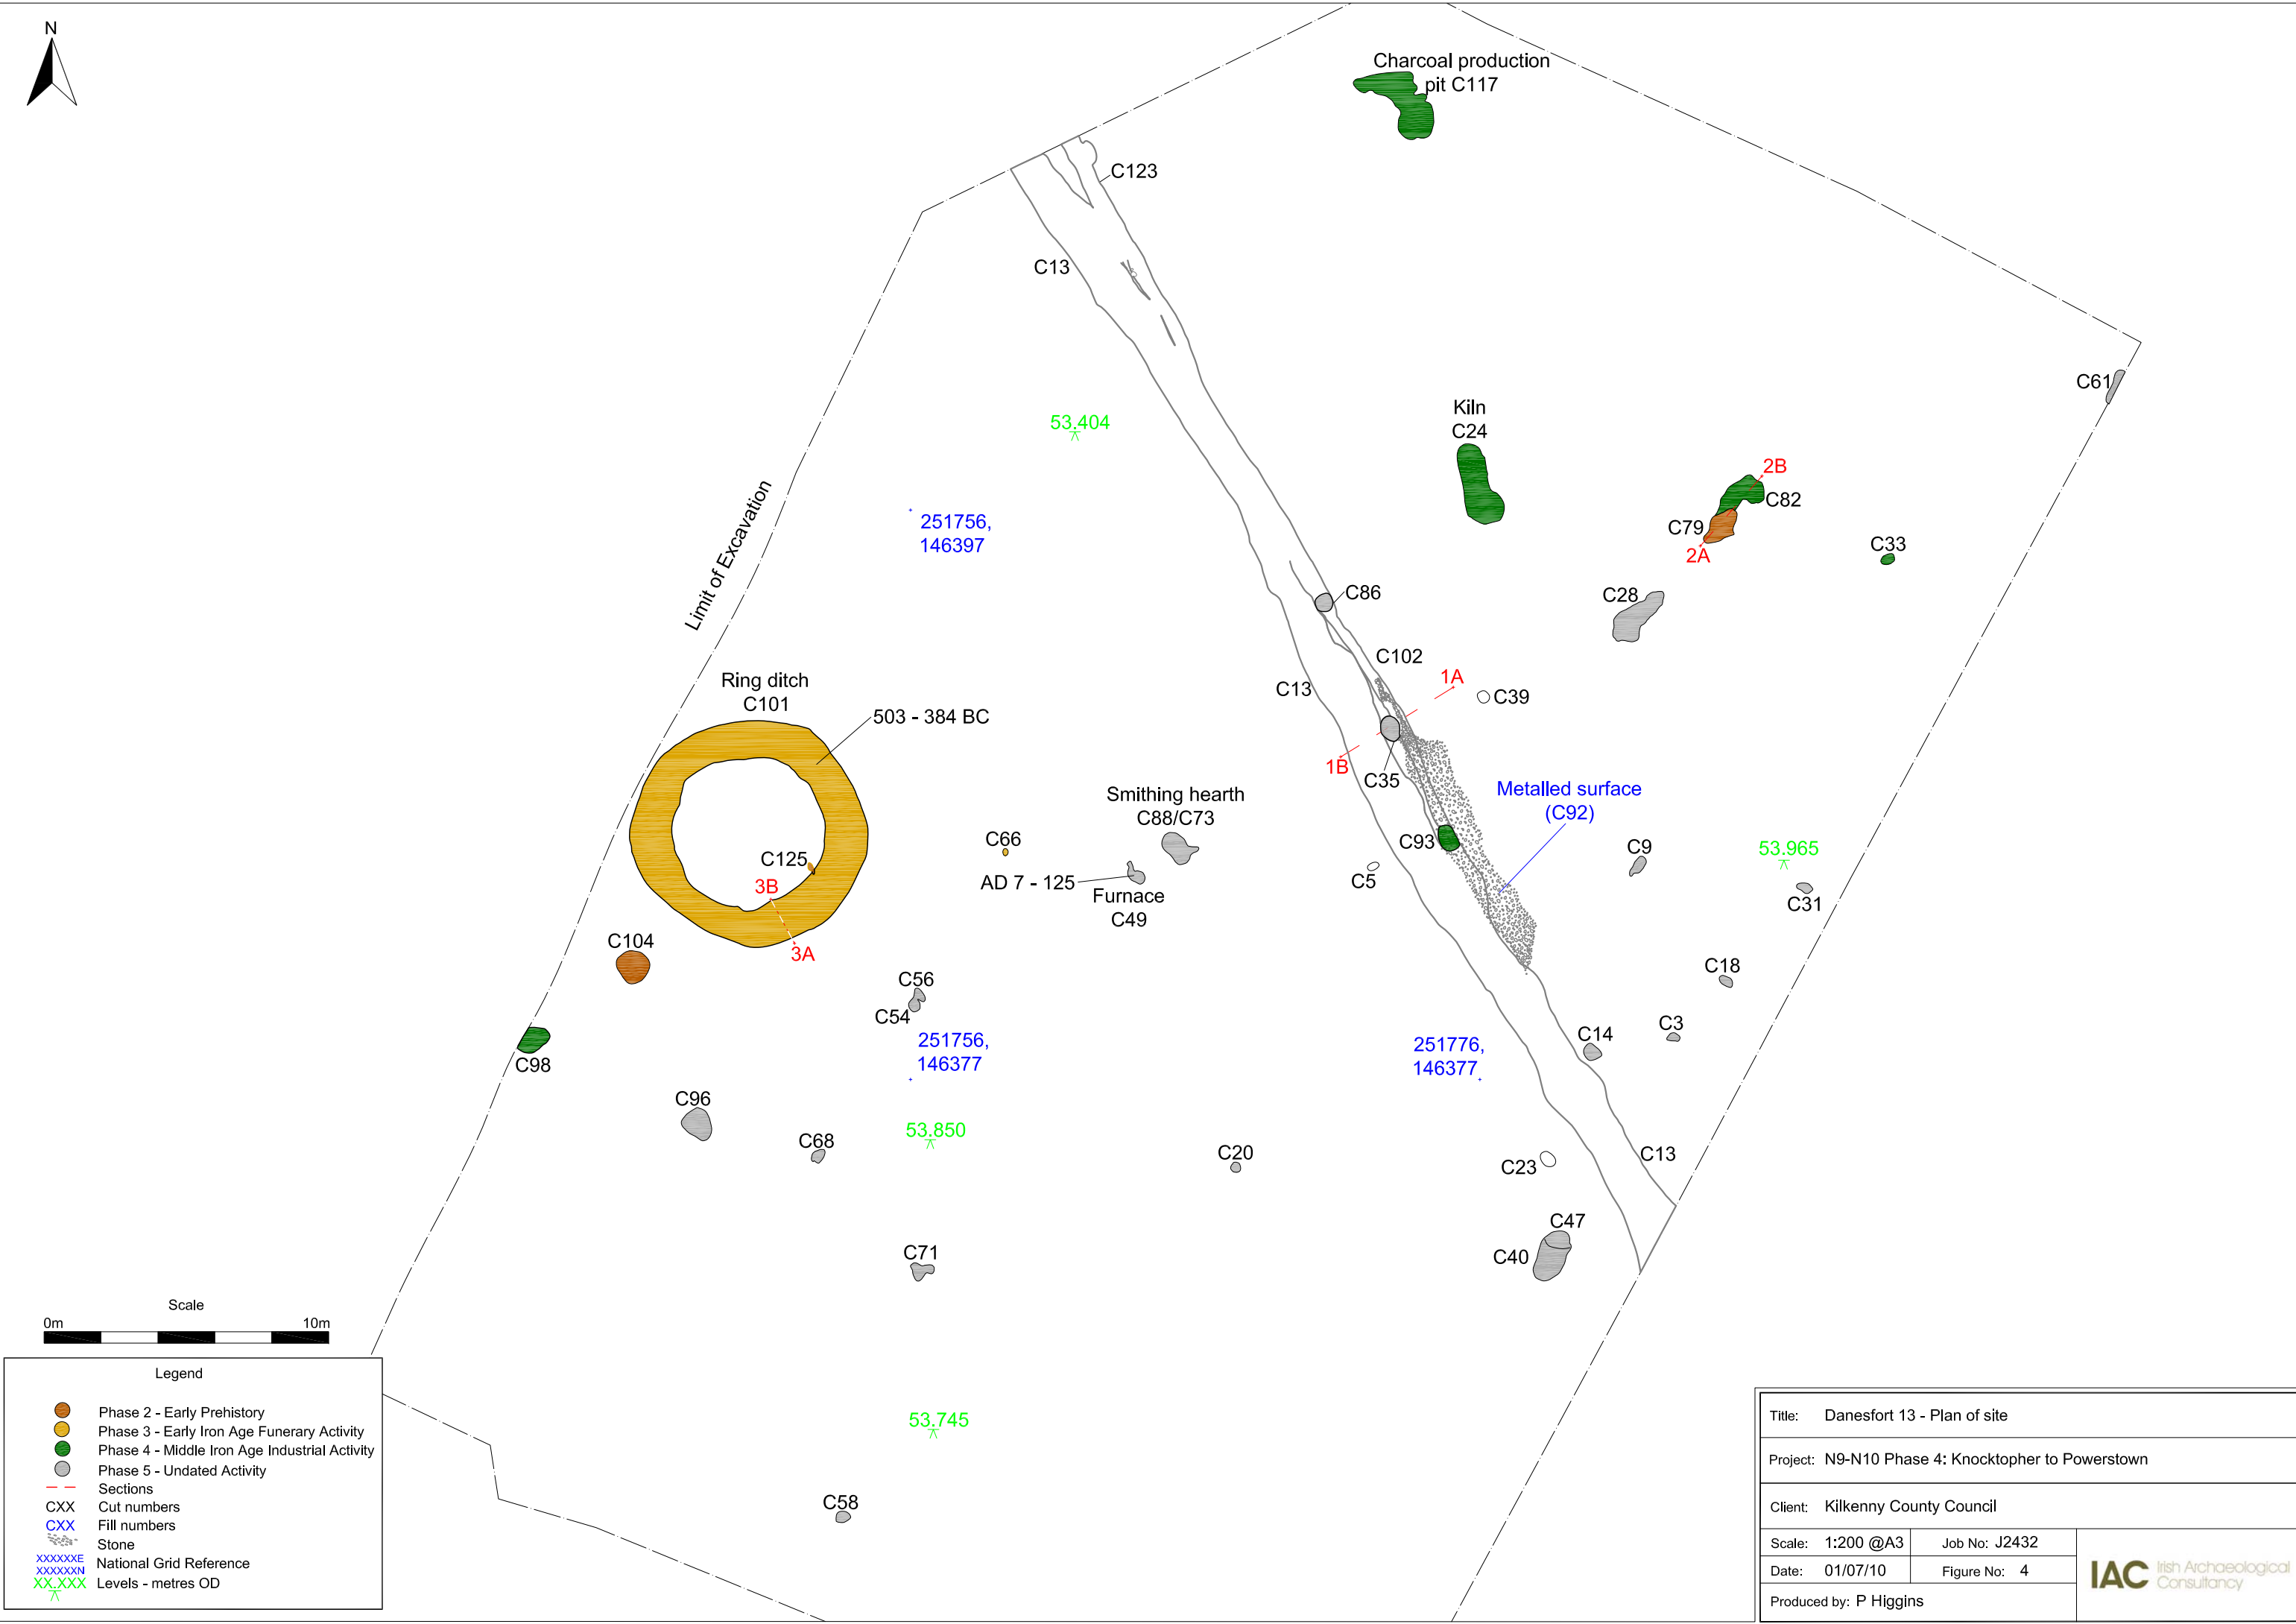 N
Charcoal production
pit C117
C123
C13
C61
53.404
Kiln
C24
2B
C82
C79
2A
C33
251756,
146397
Limit of Excavation
C86
C28
C102
1A
C39
C13
Ring ditch
C101
503 - 384 BC
1B
C35
Metalled surface
(C92)
Smithing hearth
C88/C73
C66
C93
C9
53.965
C125
AD 7 - 125
C5
3B
Furnace
C49
C31
C104
3A
C18
C56
C54
C3
C14
251756,
146377
251776,
146377
C98
C96
53.850
C68
C20
C23
C13
C47
C40
C71
Scale
0m 10m
53.745
C58
Legend
Phase 2 - Early Prehistory
Phase 3 - Early Iron Age Funerary Activity
Phase 4 - Middle Iron Age Industrial Activity
Phase 5 - Undated Activity
Sections
CXX Cut numbers
CXX Fill numbers
Stone
XXXXXXE
XXXXXXN National Grid Reference
XX.XXX Levels - metres OD
Title: Danesfort 13 - Plan of site
Project: N9-N10 Phase 4: Knocktopher to Powerstown
Client: Kilkenny County Council
Scale: 1:200 @A3 Job No: J2432
Date: 01/07/10 Figure No: 4
Produced by: P Higgins
IAC Irish Archaeological
Consultancy